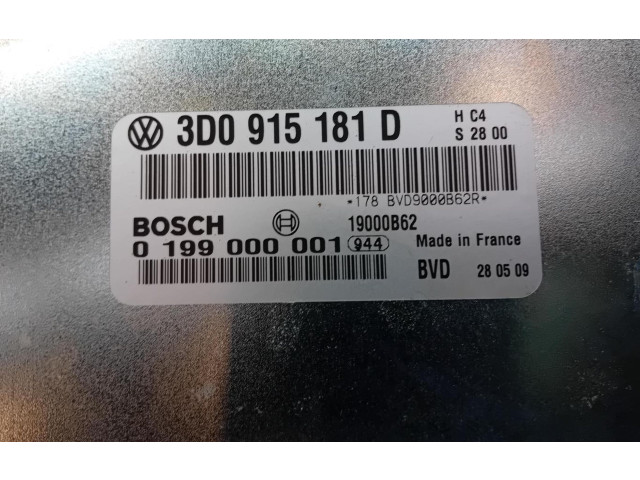 3D0 915 181 D
H C4
S 28 00
*178 BVD9000B62R*
BOSCH 19000B62
0 199 000 001 944 Made in France
BVD 28 05 09